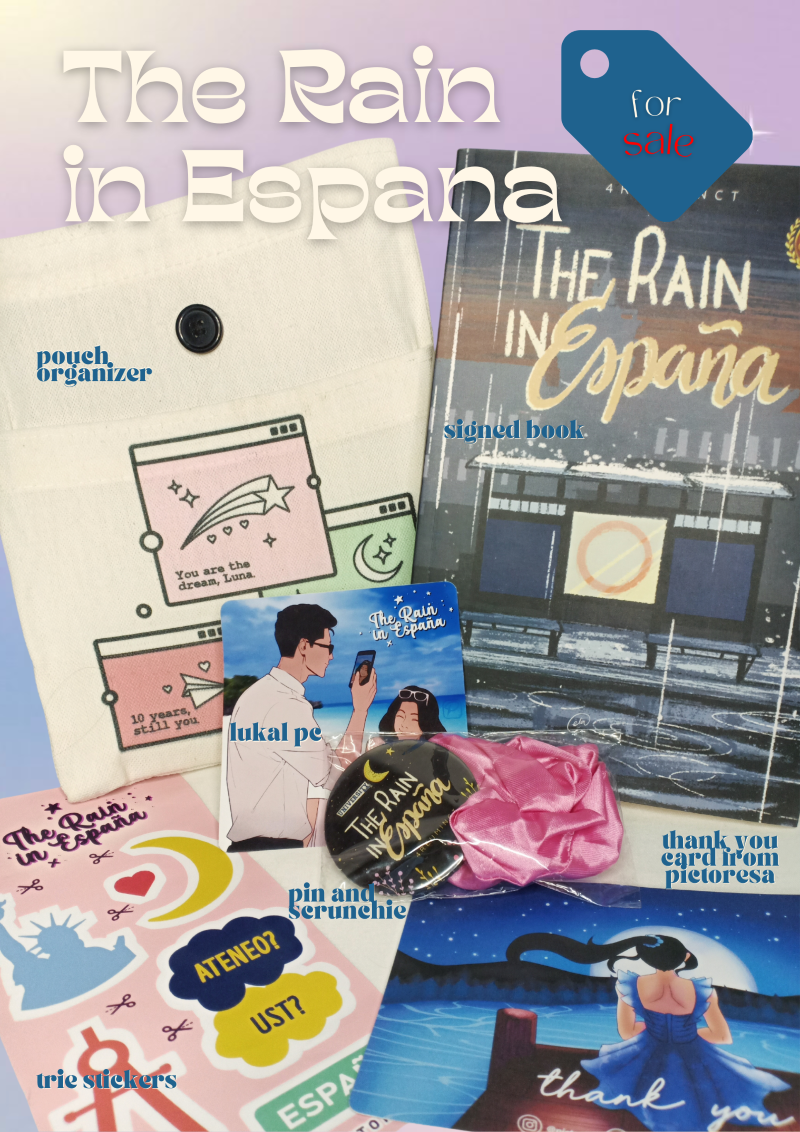 The Rain
in Espana
for
sale
THE RAIN
IN España
pouch
organizer
signed book
You are the
dream, Luna.
10 years,
still you
The Rain
in España
lukal pc
UNIVERSITY
THE RAIN
IN España
pin and
scrunchie
thank you
card from
pictoresa
The Rain
in España
ATENEO?
UST?
trie stickers
thank you